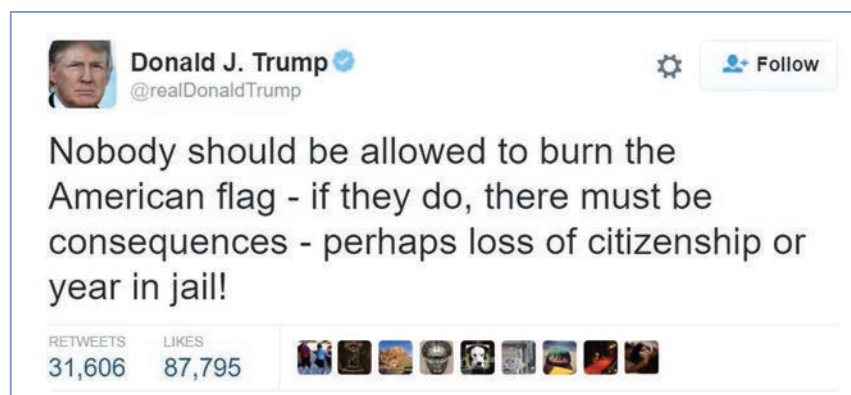 Donald J. Trump
@realDonaldTrump
Follow
Nobody should be allowed to burn the
American flag - if they do, there must be
consequences - perhaps loss of citizenship or
year in jail!
RETWEETS LIKES
31,606 87,795